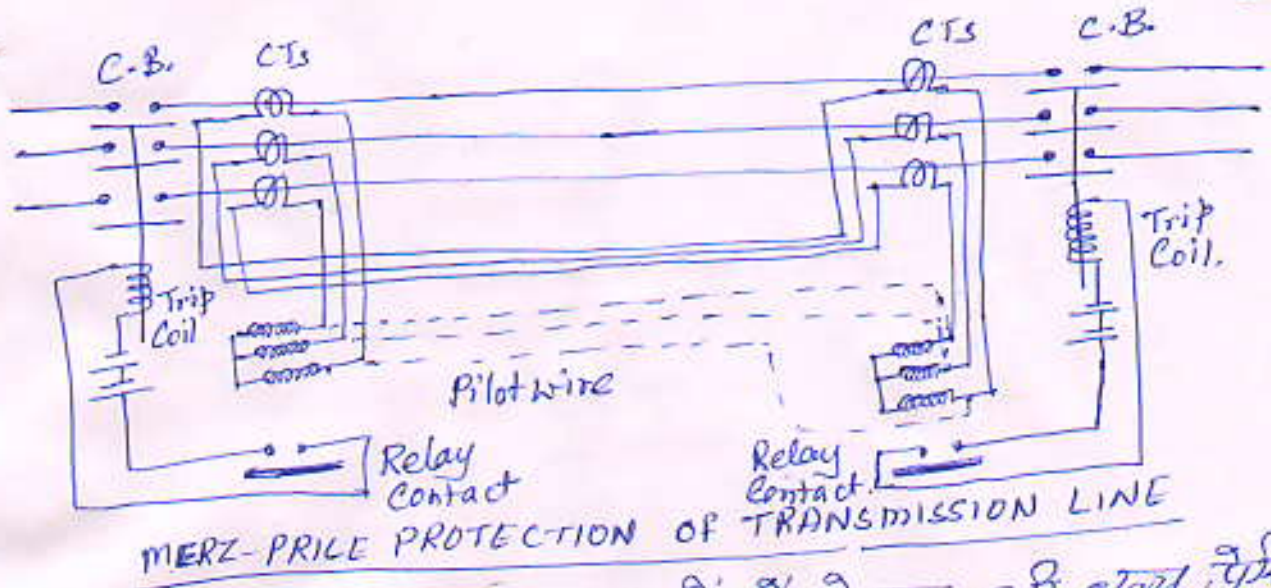 C.B.
CTs
CTs
C.B.
Trip
Coil
Trip
Coil.
Pilot wire
Relay
Contact
Relay
Contact.
MERZ-PRICE PROTECTION OF TRANSMISSION LINE